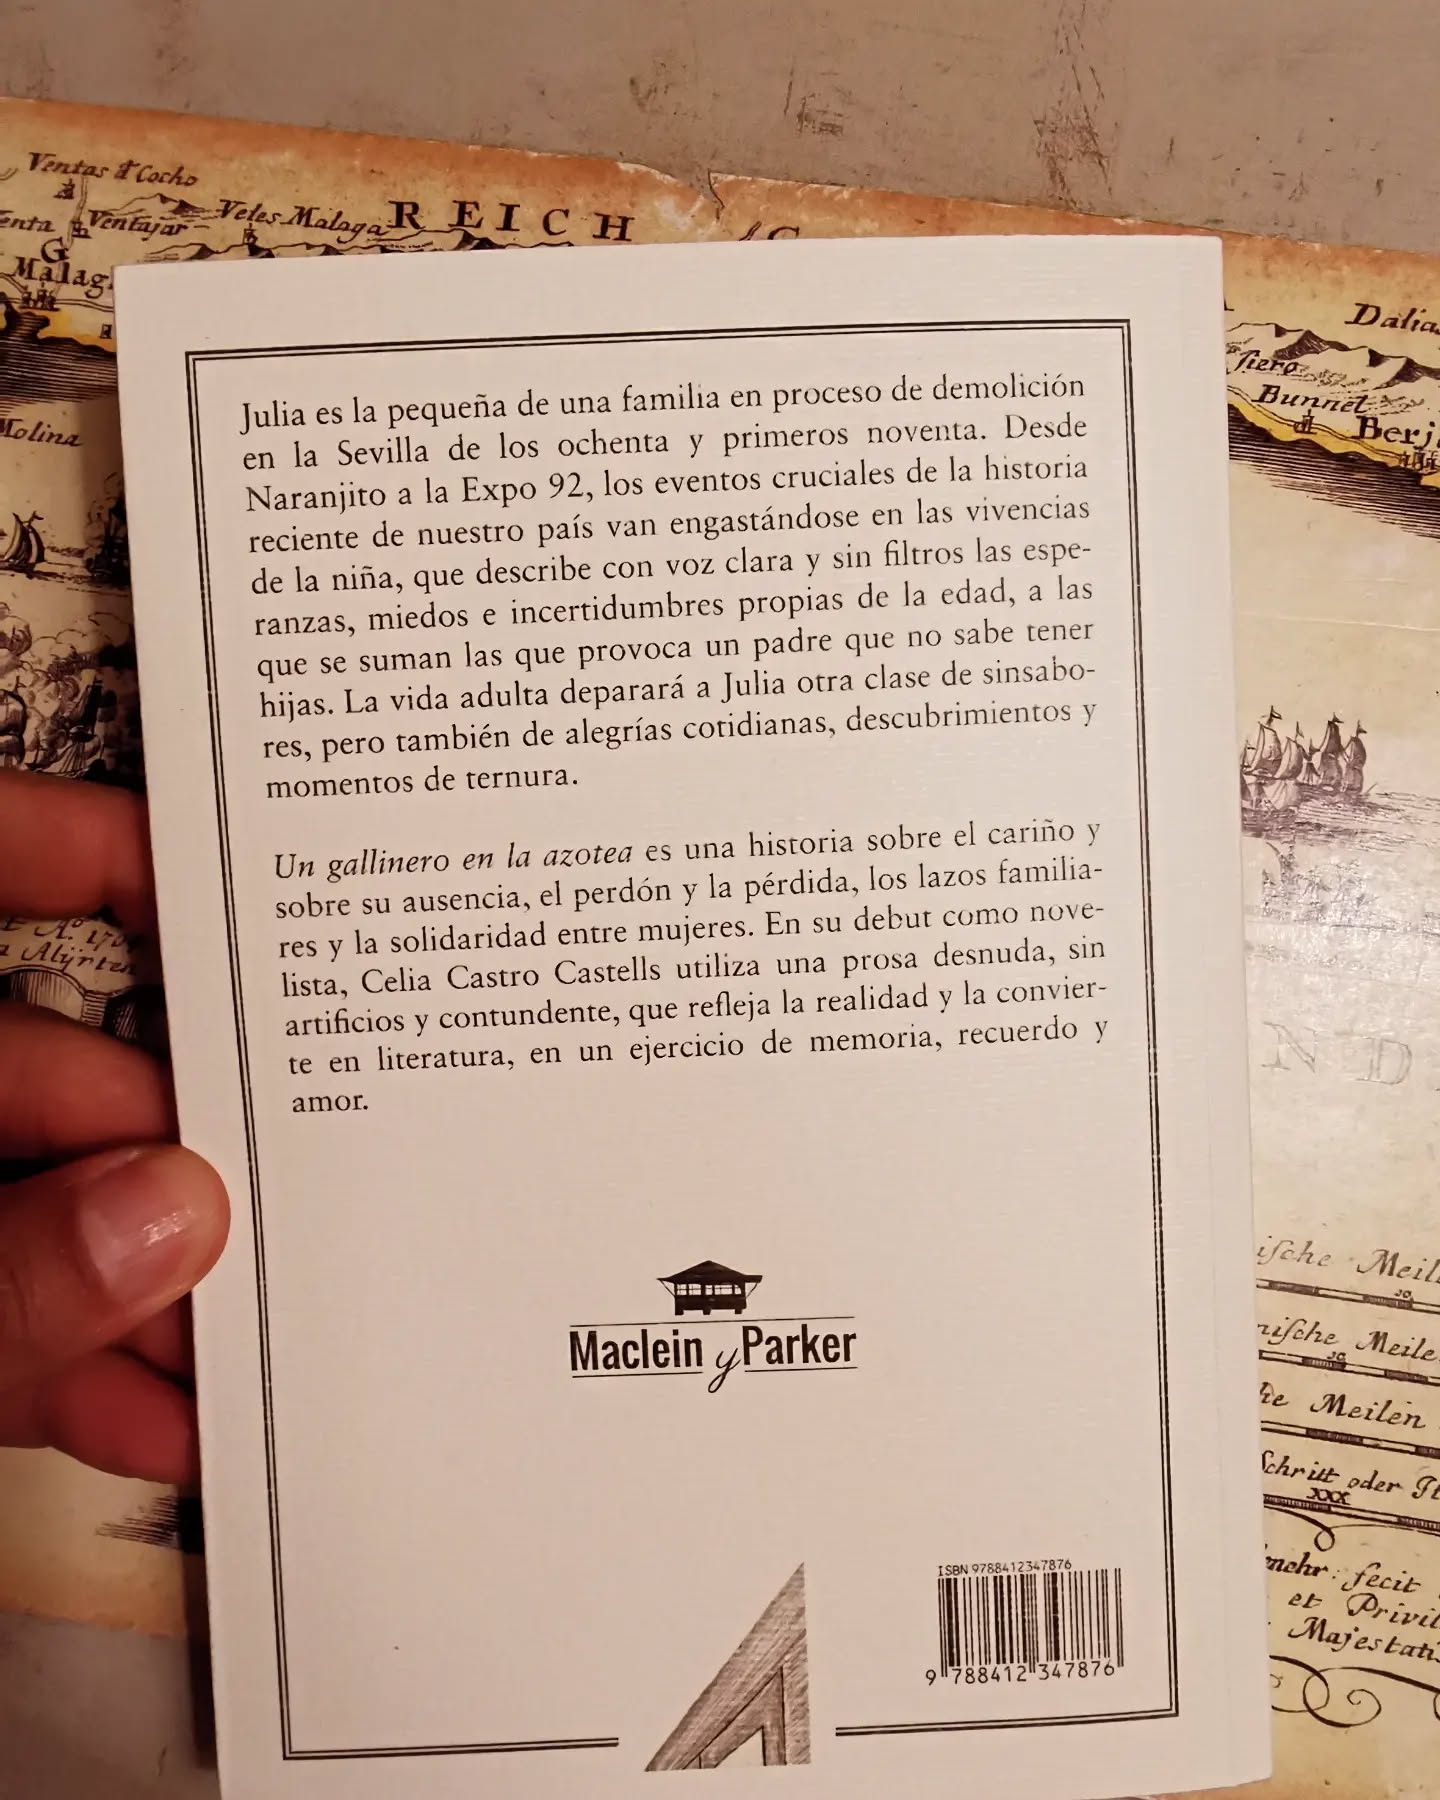 Ventas d Cocho
Veles Malaga
REICH
Ventajar
G
Malag
Molina
Dalias
Bunnel
Berj
Julia es la pequeña de una familia en proceso de demolición
en la Sevilla de los ochenta y primeros noventa. Desde
Naranjito a la Expo 92, los eventos cruciales de la historia
reciente de nuestro país van engastándose en las vivencias
de la niña, que describe con voz clara y sin filtros las espe-
ranzas, miedos e incertidumbres propias de la edad, a las
que se suman las que provoca un padre que no sabe tener
hijas. La vida adulta deparará a Julia otra clase de sinsabo-
res, pero también de alegrías cotidianas, descubrimientos y
momentos de ternura.
Un gallinero en la azotea es una historia sobre el cariño y
sobre su ausencia, el perdón y la pérdida, los lazos familia-
res y la solidaridad entre mujeres. En su debut como nove-
lista, Celia Castro Castells utiliza una prosa desnuda, sin
artificios y contundente, que refleja la realidad y la convier-
te en literatura, en un ejercicio de memoria, recuerdo y
amor.
Maclein y Parker
ISBN 9788412347876
9 788412 347876
Meilen
Schritt oder
fecit
et Privil
Majestati